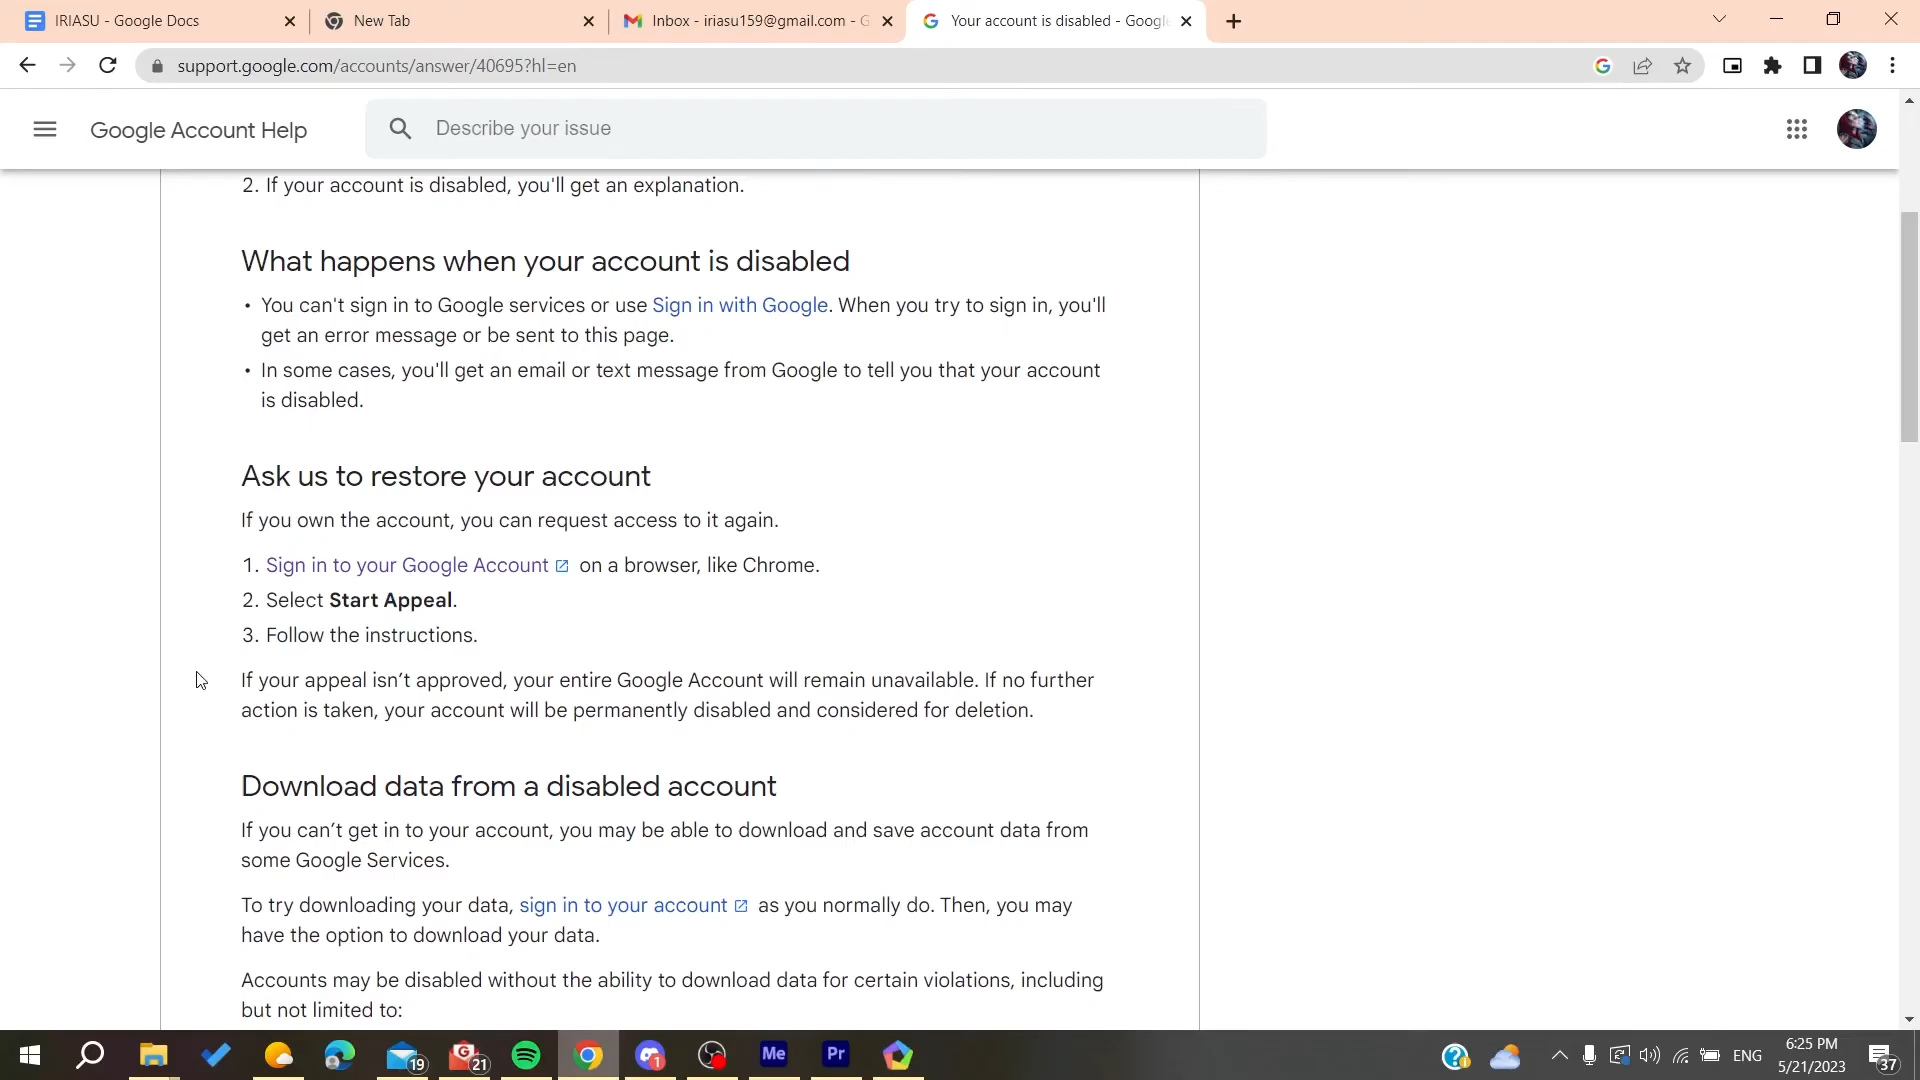 IRIASU - Google Docs
New Tab
Inbox - iriasu159@gmail.com - G
Your account is disabled - Google
support.google.com/accounts/answer/40695?hl=en
Google Account Help
Describe your issue
2. If your account is disabled, you'll get an explanation.
What happens when your account is disabled
• You can't sign in to Google services or use Sign in with Google. When you try to sign in, you'll
get an error message or be sent to this page.
• In some cases, you'll get an email or text message from Google to tell you that your account
is disabled.
Ask us to restore your account
If you own the account, you can request access to it again.
1. Sign in to your Google Account on a browser, like Chrome.
2. Select Start Appeal.
3. Follow the instructions.
If your appeal isn’t approved, your entire Google Account will remain unavailable. If no further
action is taken, your account will be permanently disabled and considered for deletion.
Download data from a disabled account
If you can’t get in to your account, you may be able to download and save account data from
some Google Services.
To try downloading your data, sign in to your account as you normally do. Then, you may
have the option to download your data.
Accounts may be disabled without the ability to download data for certain violations, including
but not limited to:
19
21
1
Me
Pr
ENG
6:25 PM
5/21/2023
37